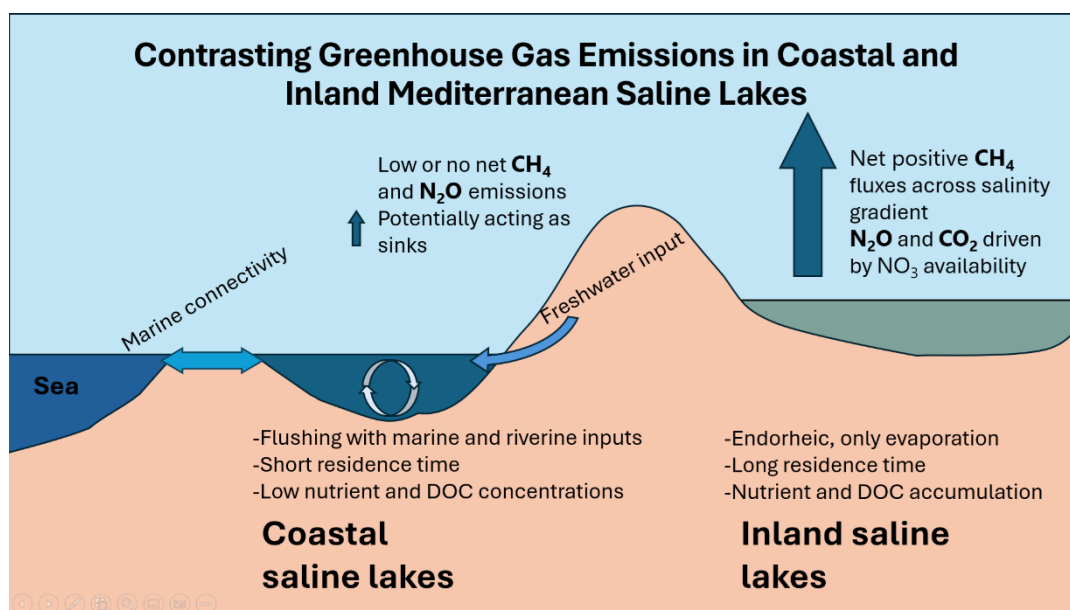 Contrasting Greenhouse Gas Emissions in Coastal and
Inland Mediterranean Saline Lakes
Low or no net CH₄
and N₂O emissions
Potentially acting as
sinks
Net positive CH₄
fluxes across salinity
gradient
N₂O and CO₂ driven
by NO₃ availability
Marine connectivity
Freshwater input
Sea
-Flushing with marine and riverine inputs
-Short residence time
-Low nutrient and DOC concentrations
-Endorheic, only evaporation
-Long residence time
-Nutrient and DOC accumulation
Coastal
saline lakes
Inland saline
lakes